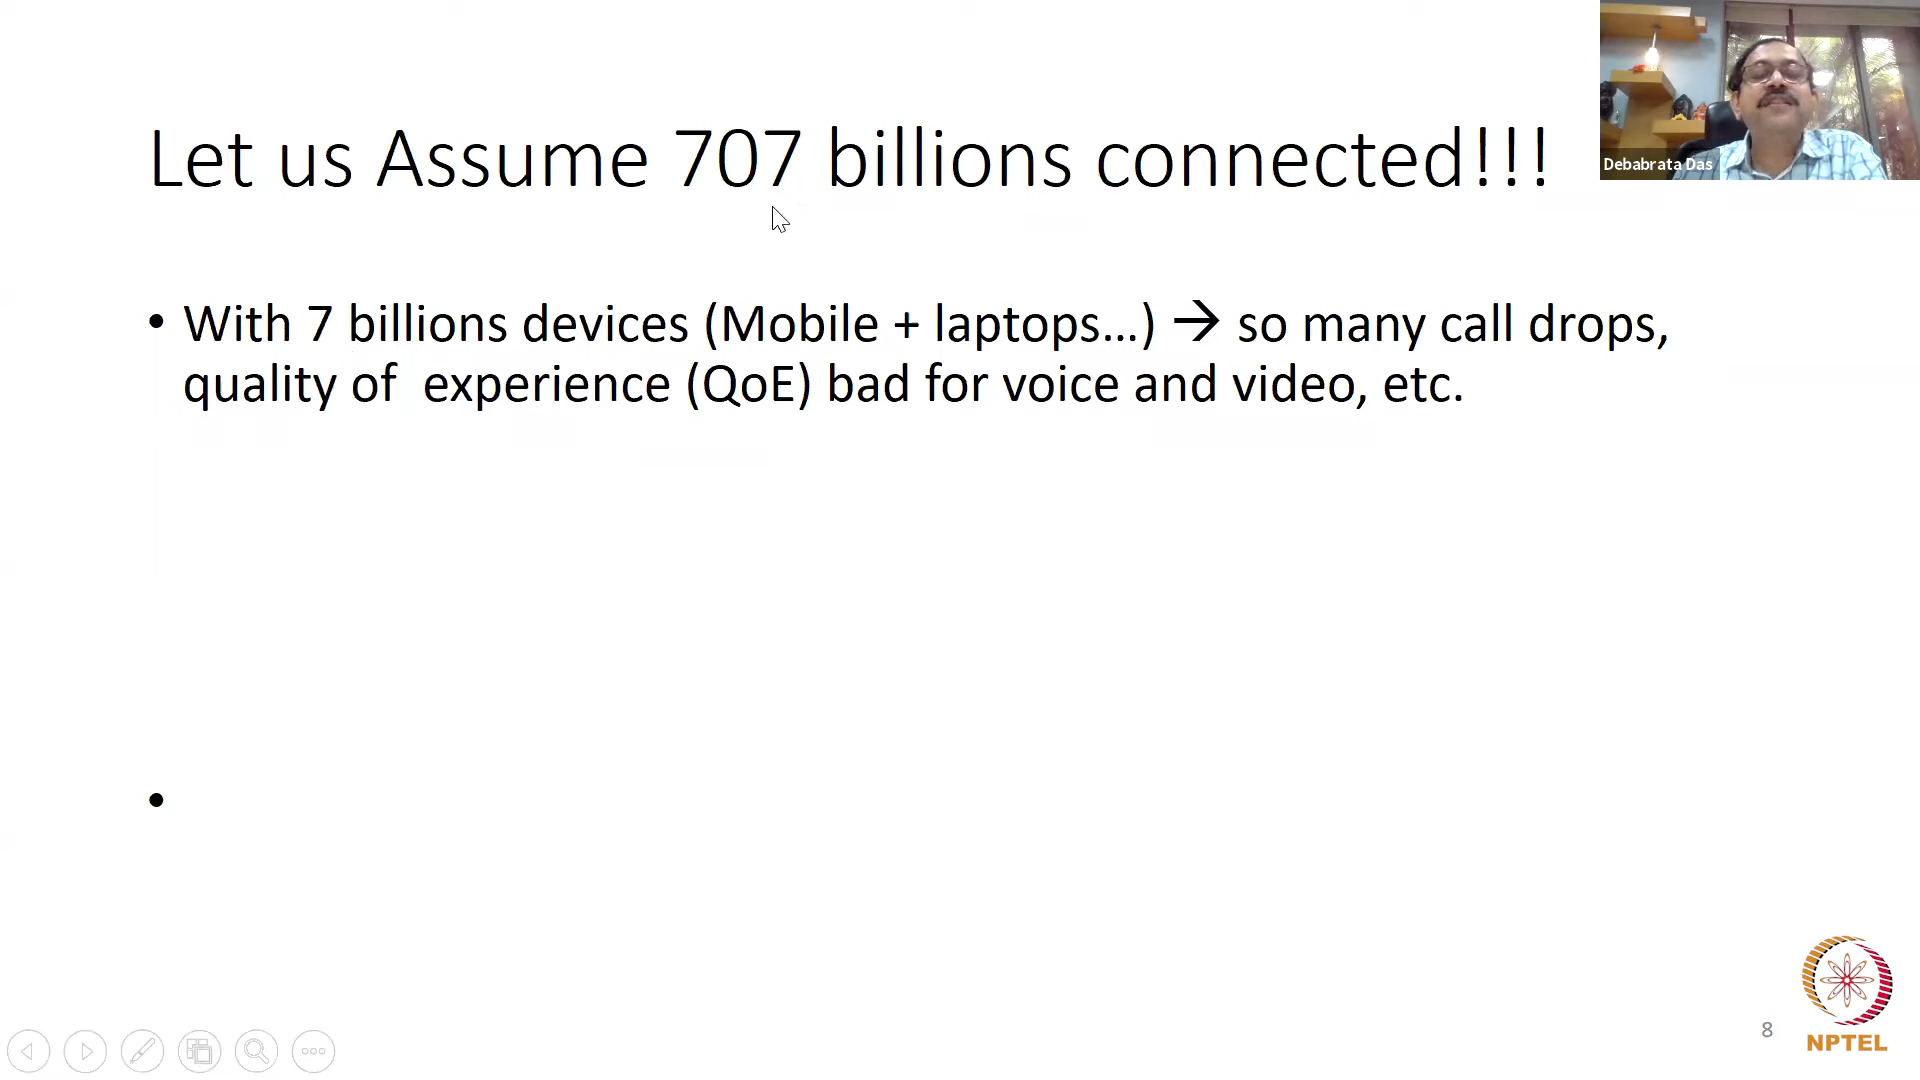 Let us Assume 707 billions connected!!!
Debabrata Das
• With 7 billions devices (Mobile + laptops...) → so many call drops,
quality of  experience (QoE) bad for voice and video, etc.
•
8
NPTEL